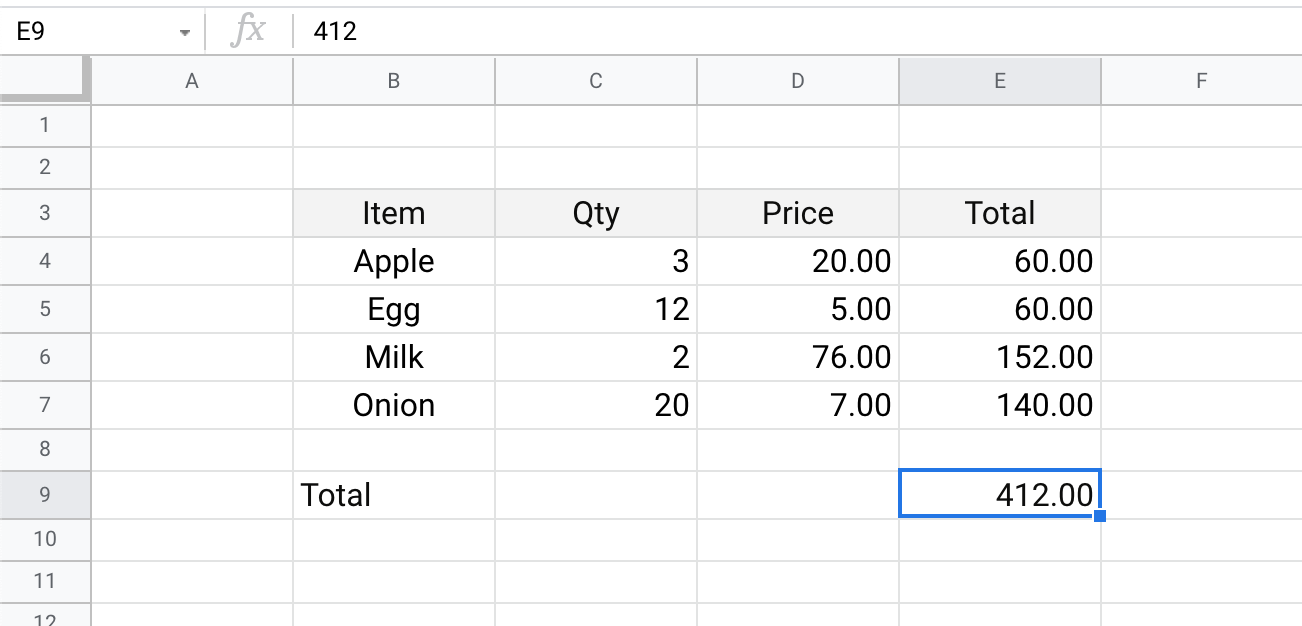 E9 fx 412
A B C D E F
1
2
3 Item Qty Price Total
4 Apple 3 20.00 60.00
5 Egg 12 5.00 60.00
6 Milk 2 76.00 152.00
7 Onion 20 7.00 140.00
8
9 Total 412.00
10
11
12